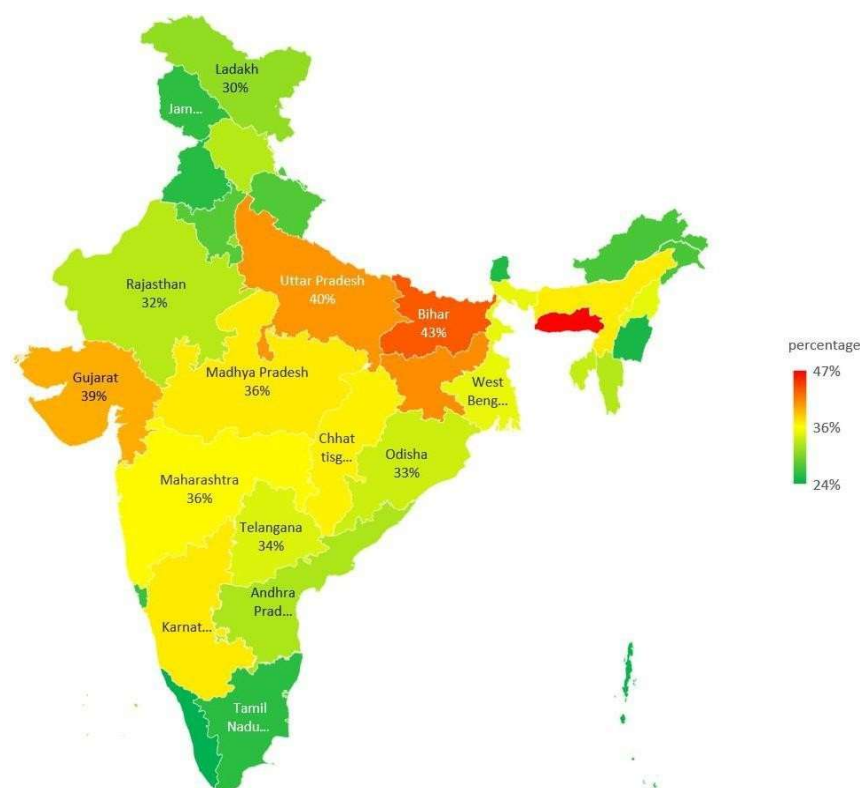 Ladakh
30%
Jam...
Rajasthan
32%
Uttar Pradesh
40%
Bihar
43%
Gujarat
39%
Madhya Pradesh
36%
West
Beng...
Chhat
tisg...
Odisha
33%
Maharashtra
36%
Telangana
34%
Andhra
Prad...
Karnat...
Tamil
Nadu...
percentage
47%
36%
24%